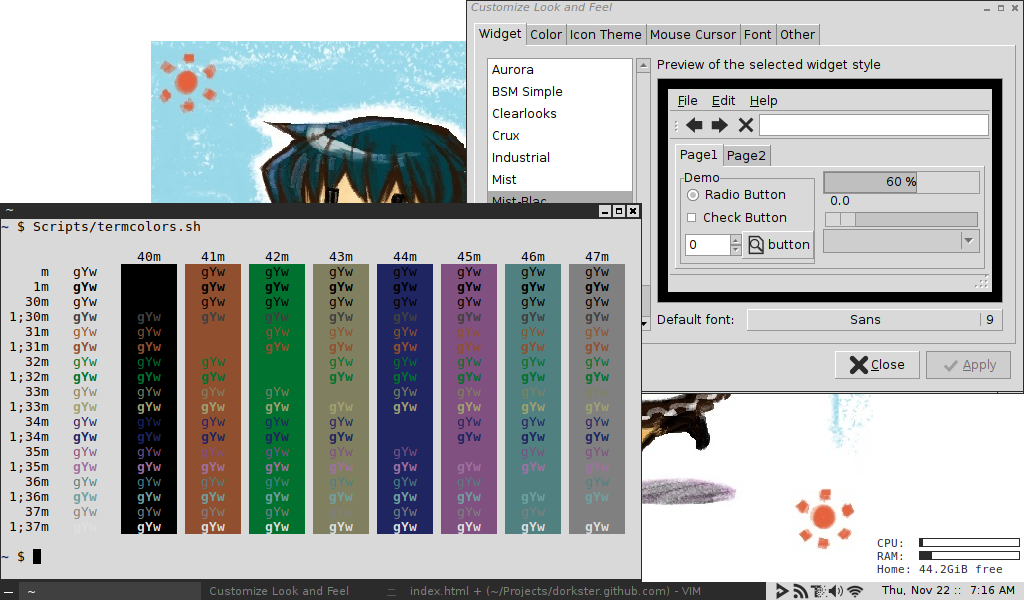 Customize Look and Feel
Widget Color Icon Theme Mouse Cursor Font Other
Aurora
BSM Simple
Clearlooks
Crux
Industrial
Mist
Mist-Blac
Preview of the selected widget style
File Edit Help
Page1 Page2
Demo
Radio Button
Check Button
0 button
60 %
0.0
Default font: Sans 9
Close Apply
~
~ $ Scripts/termcolors.sh
40m 41m 42m 43m 44m 45m 46m 47m
m gYw gYw gYw gYw gYw gYw gYw gYw
1m gYw gYw gYw gYw gYw gYw gYw gYw
30m gYw gYw gYw gYw gYw gYw gYw gYw
1;30m gYw gYw gYw gYw gYw gYw gYw gYw gYw
31m gYw gYw gYw gYw gYw gYw gYw gYw
1;31m gYw gYw gYw gYw gYw gYw gYw gYw
32m gYw gYw gYw gYw gYw gYw gYw gYw
1;32m gYw gYw gYw gYw gYw gYw gYw gYw
33m gYw gYw gYw gYw gYw gYw gYw gYw
1;33m gYw gYw gYw gYw gYw gYw gYw gYw gYw
34m gYw gYw gYw gYw gYw gYw gYw gYw
1;34m gYw gYw gYw gYw gYw gYw gYw gYw
35m gYw gYw gYw gYw gYw gYw gYw gYw
1;35m gYw gYw gYw gYw gYw gYw gYw gYw gYw
36m gYw gYw gYw gYw gYw gYw gYw gYw
1;36m gYw gYw gYw gYw gYw gYw gYw gYw gYw
37m gYw gYw gYw gYw gYw gYw gYw gYw
1;37m gYw gYw gYw gYw gYw gYw gYw gYw gYw
~ $
CPU:
RAM:
Home: 44.2GiB free
~ Customize Look and Feel index.html + (~/Projects/dorkster.github.com) - VIM Thu, Nov 22 :: 7:16 AM